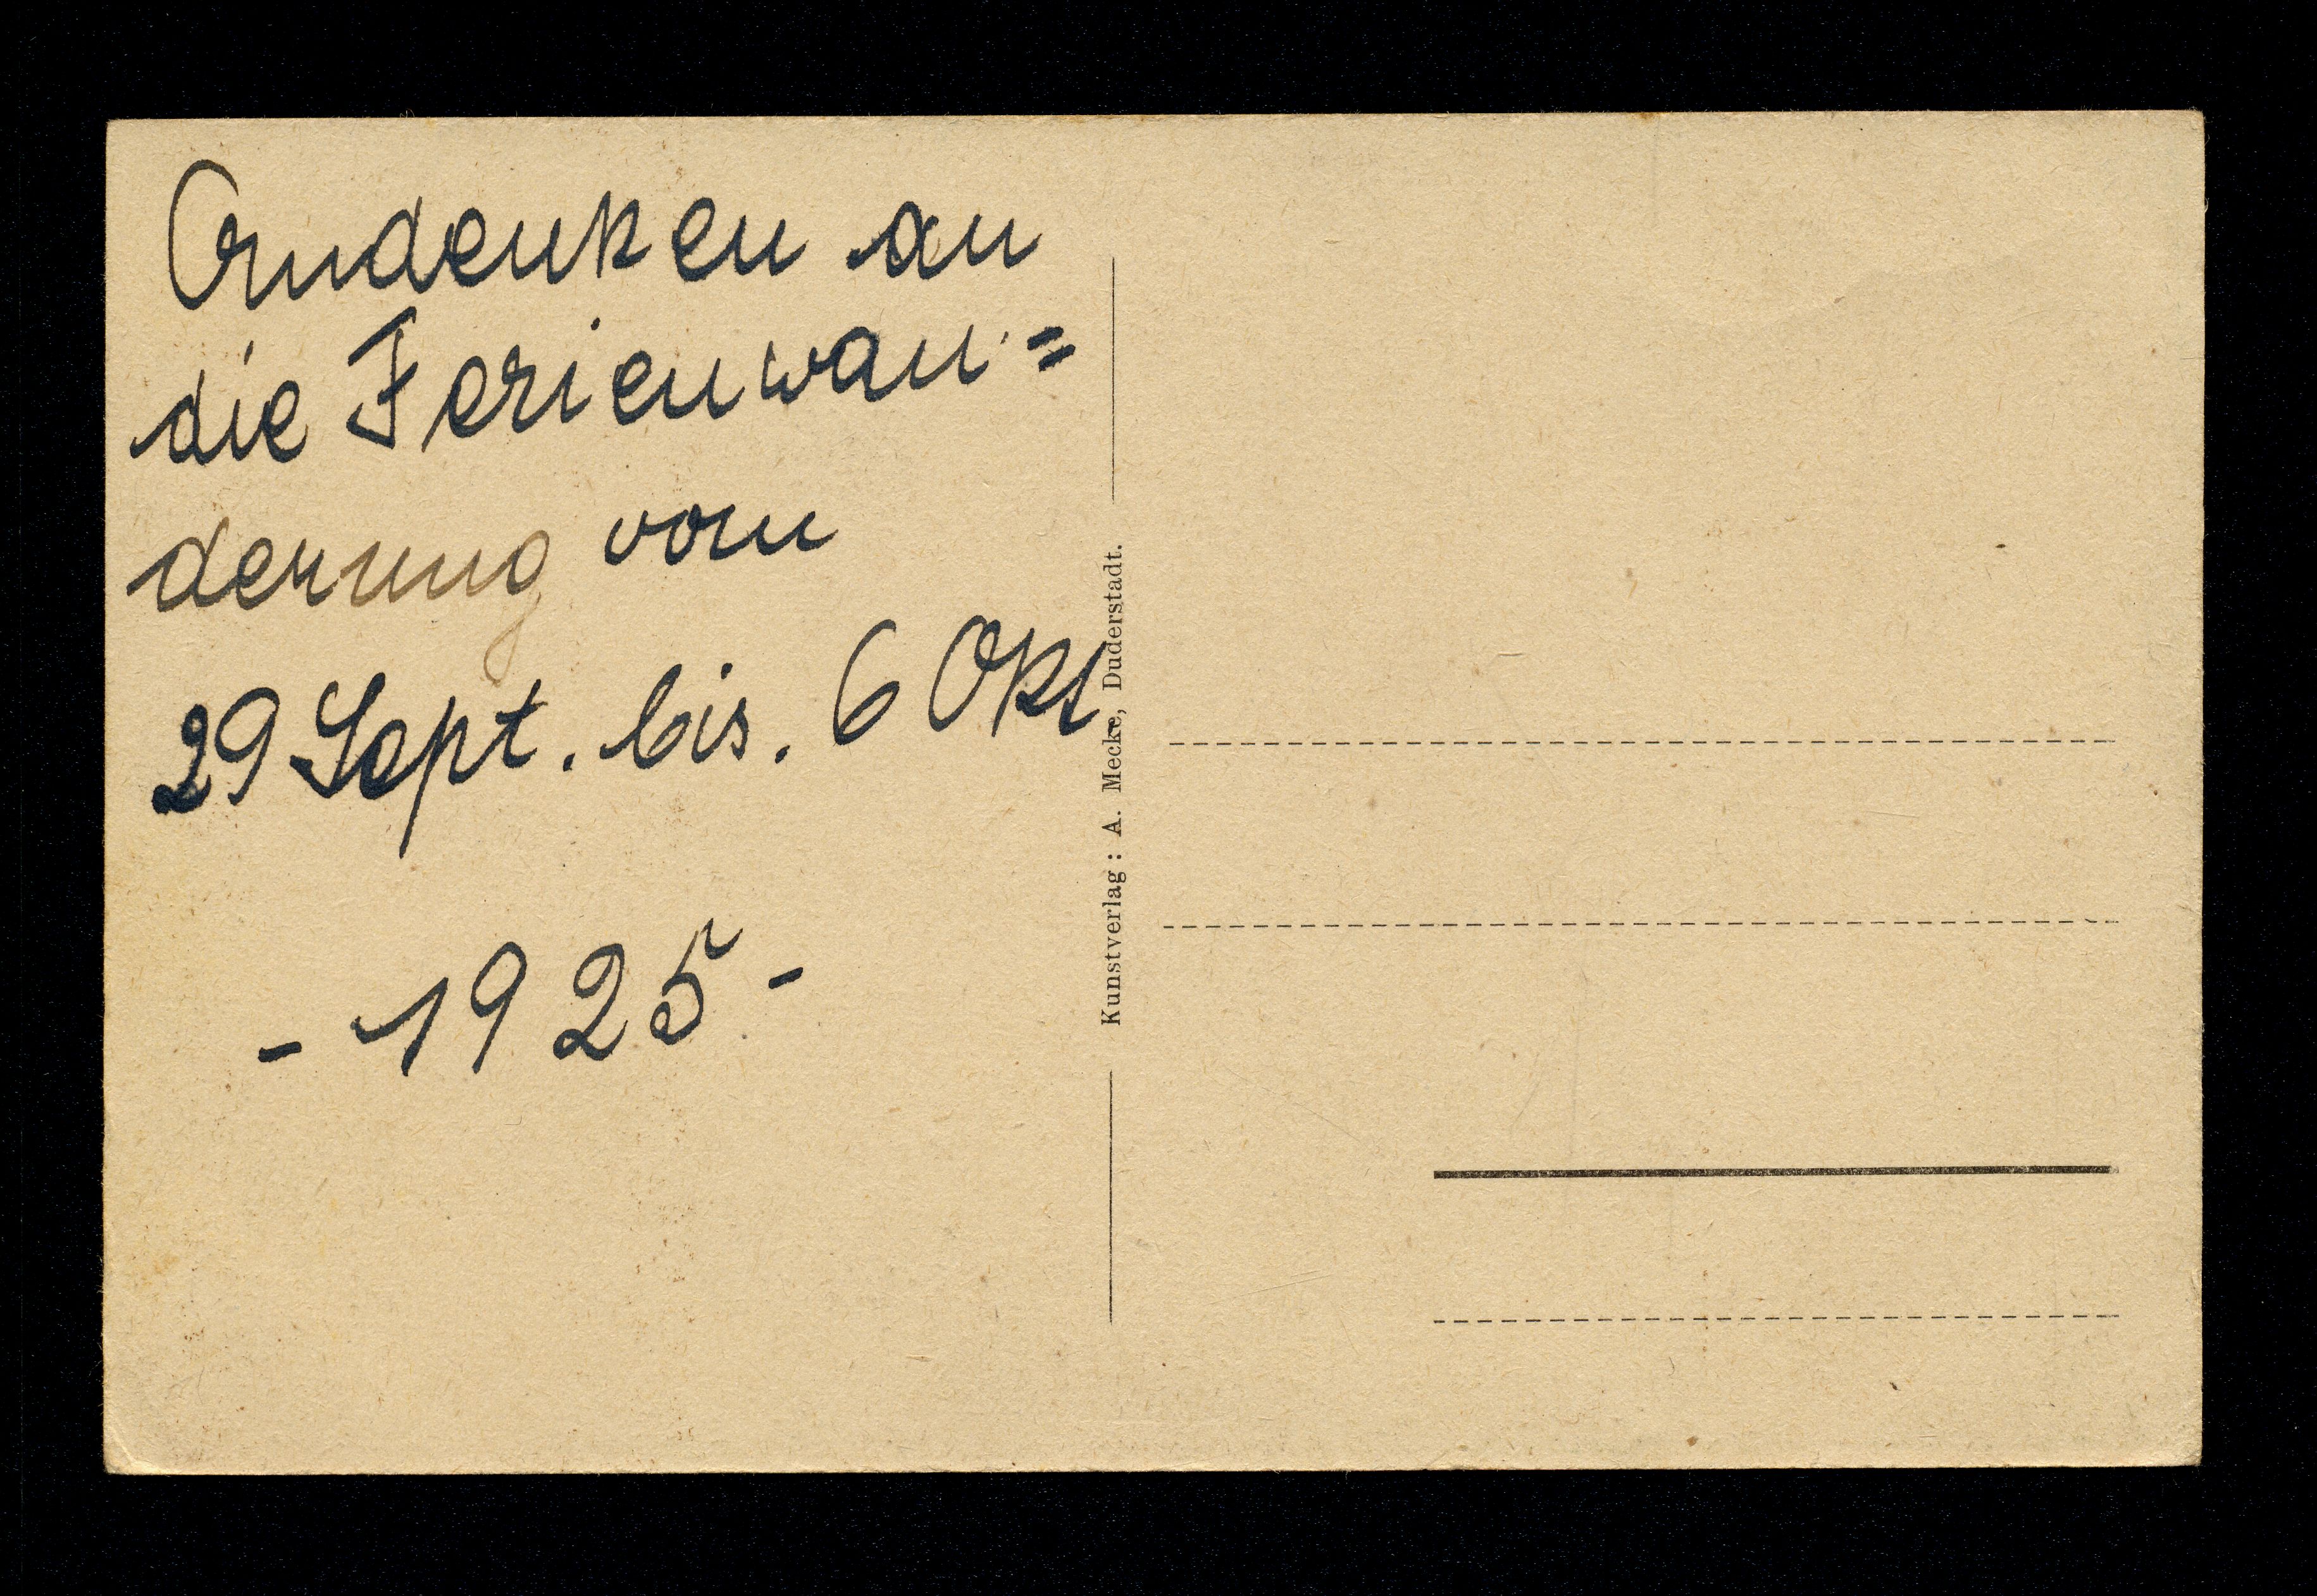 Andenken an
die Ferienwan=
derung vom
29 Sept. bis. 6 Okt
- 1925 -
Kunstverlag: A. Mecke, Duderstadt.